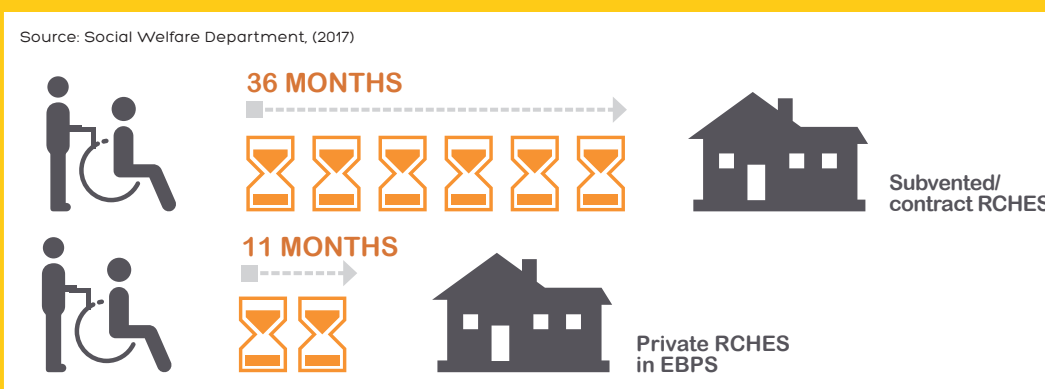 Source: Social Welfare Department, (2017)
36 MONTHS
Subvented/
contract RCHES
11 MONTHS
Private RCHES
in EBPS